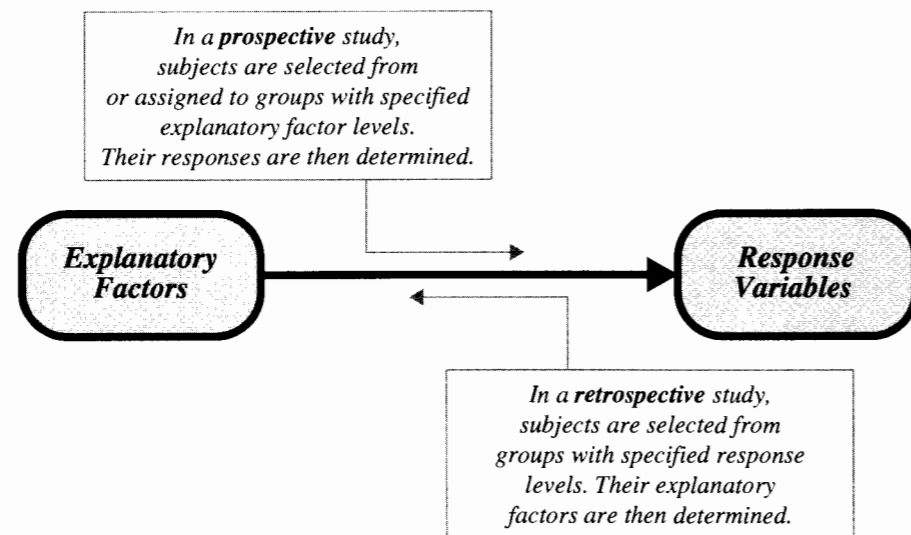 In a prospective study,
subjects are selected from
or assigned to groups with specified
explanatory factor levels.
Their responses are then determined.
Explanatory
Factors
Response
Variables
In a retrospective study,
subjects are selected from
groups with specified response
levels. Their explanatory
factors are then determined.